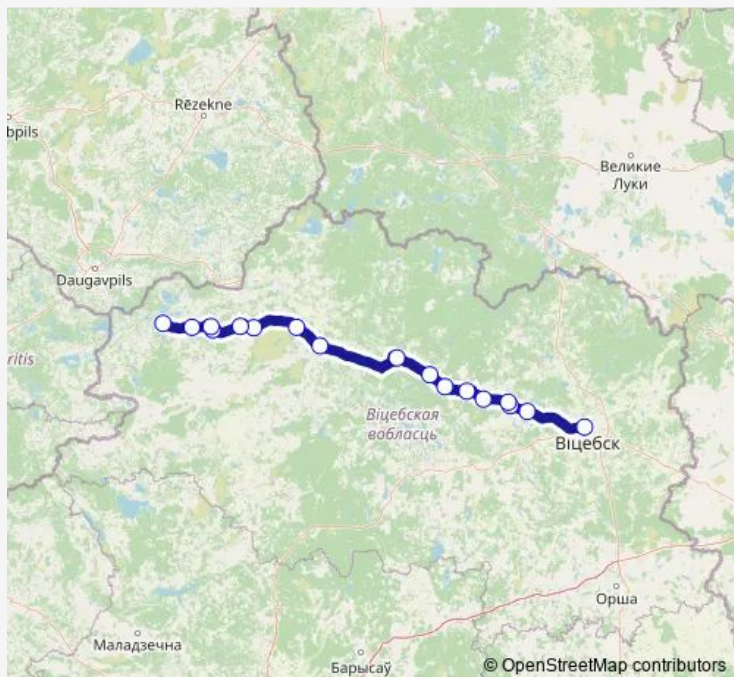 Rēzekne
bpils
Великие
Луки
Daugavpils
ritis
Віцебская
вобласць
Віцебск
Орша
Маладзечна
Барысаў
© OpenStreetMap contributors